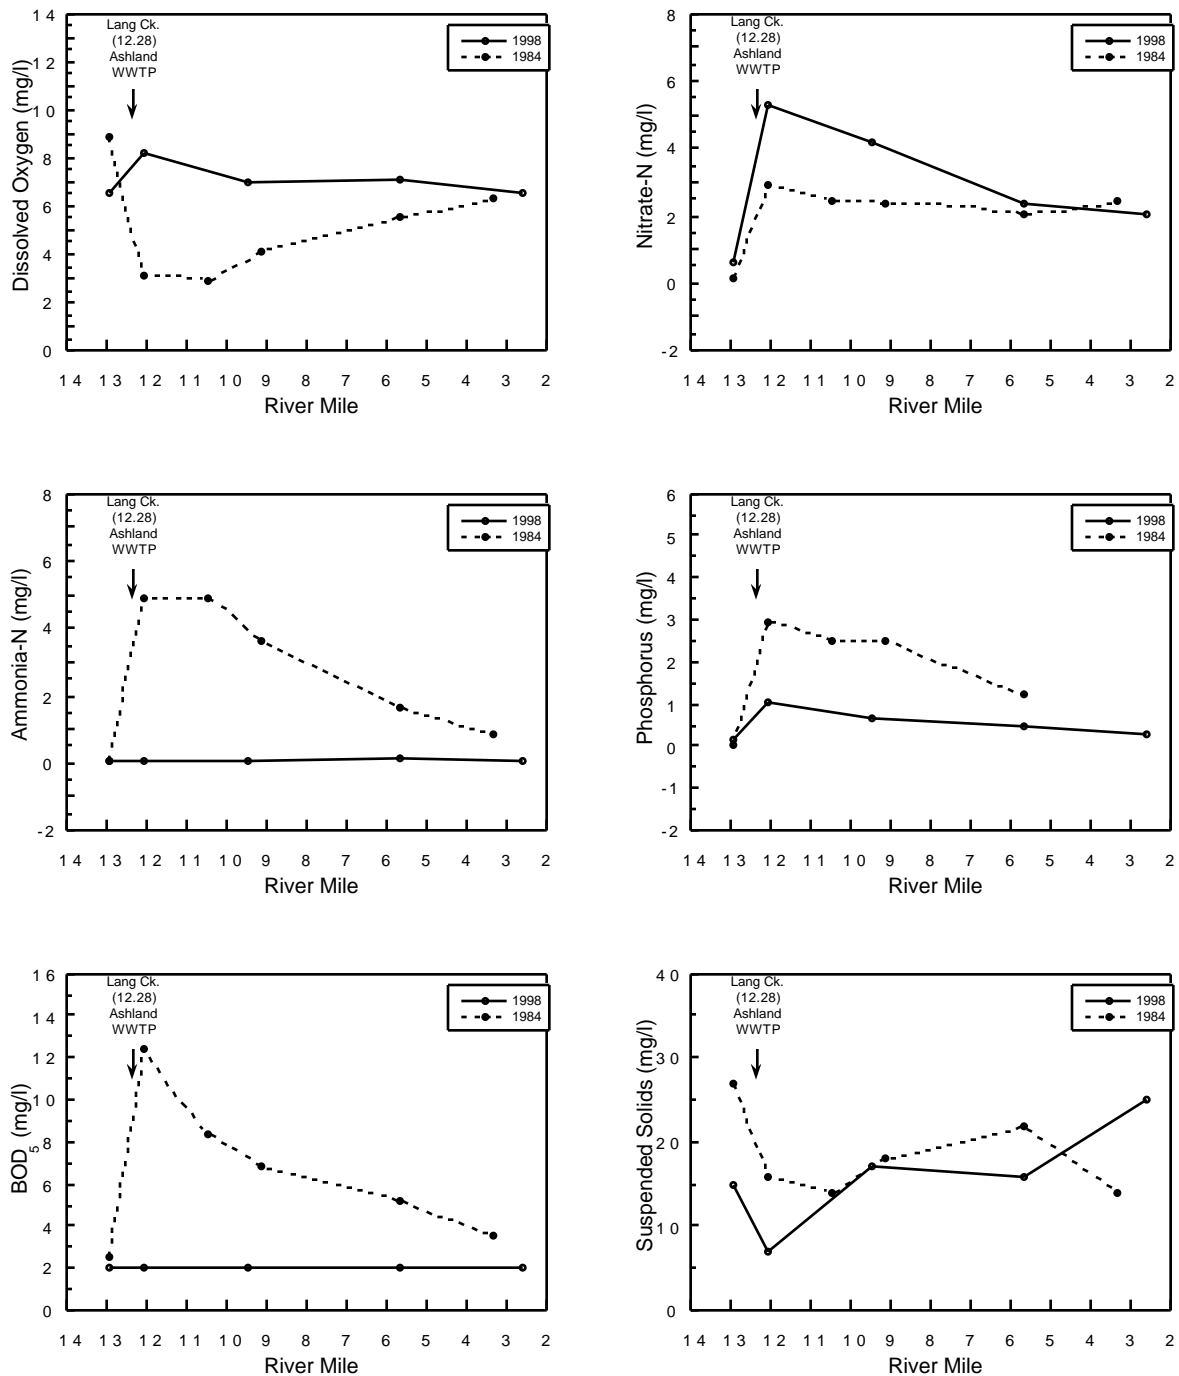 Dissolved Oxygen (mg/l)
14
12
10
8
6
4
2
0
Lang Ck.
(12.28)
Ashland
WWTP
1998
1984
14 13 12 11 10 9 8 7 6 5 4 3 2
River Mile
Nitrate-N (mg/l)
8
6
4
2
0
-2
Lang Ck.
(12.28)
Ashland
WWTP
1998
1984
14 13 12 11 10 9 8 7 6 5 4 3 2
River Mile
Ammonia-N (mg/l)
8
6
4
2
0
-2
Lang Ck.
(12.28)
Ashland
WWTP
1998
1984
14 13 12 11 10 9 8 7 6 5 4 3 2
River Mile
Phosphorus (mg/l)
6
5
4
3
2
1
0
-1
-2
Lang Ck.
(12.28)
Ashland
WWTP
1998
1984
14 13 12 11 10 9 8 7 6 5 4 3 2
River Mile
BOD5 (mg/l)
16
14
12
10
8
6
4
2
0
Lang Ck.
(12.28)
Ashland
WWTP
1998
1984
14 13 12 11 10 9 8 7 6 5 4 3 2
River Mile
Suspended Solids (mg/l)
40
30
20
10
0
Lang Ck.
(12.28)
Ashland
WWTP
1998
1984
14 13 12 11 10 9 8 7 6 5 4 3 2
River Mile